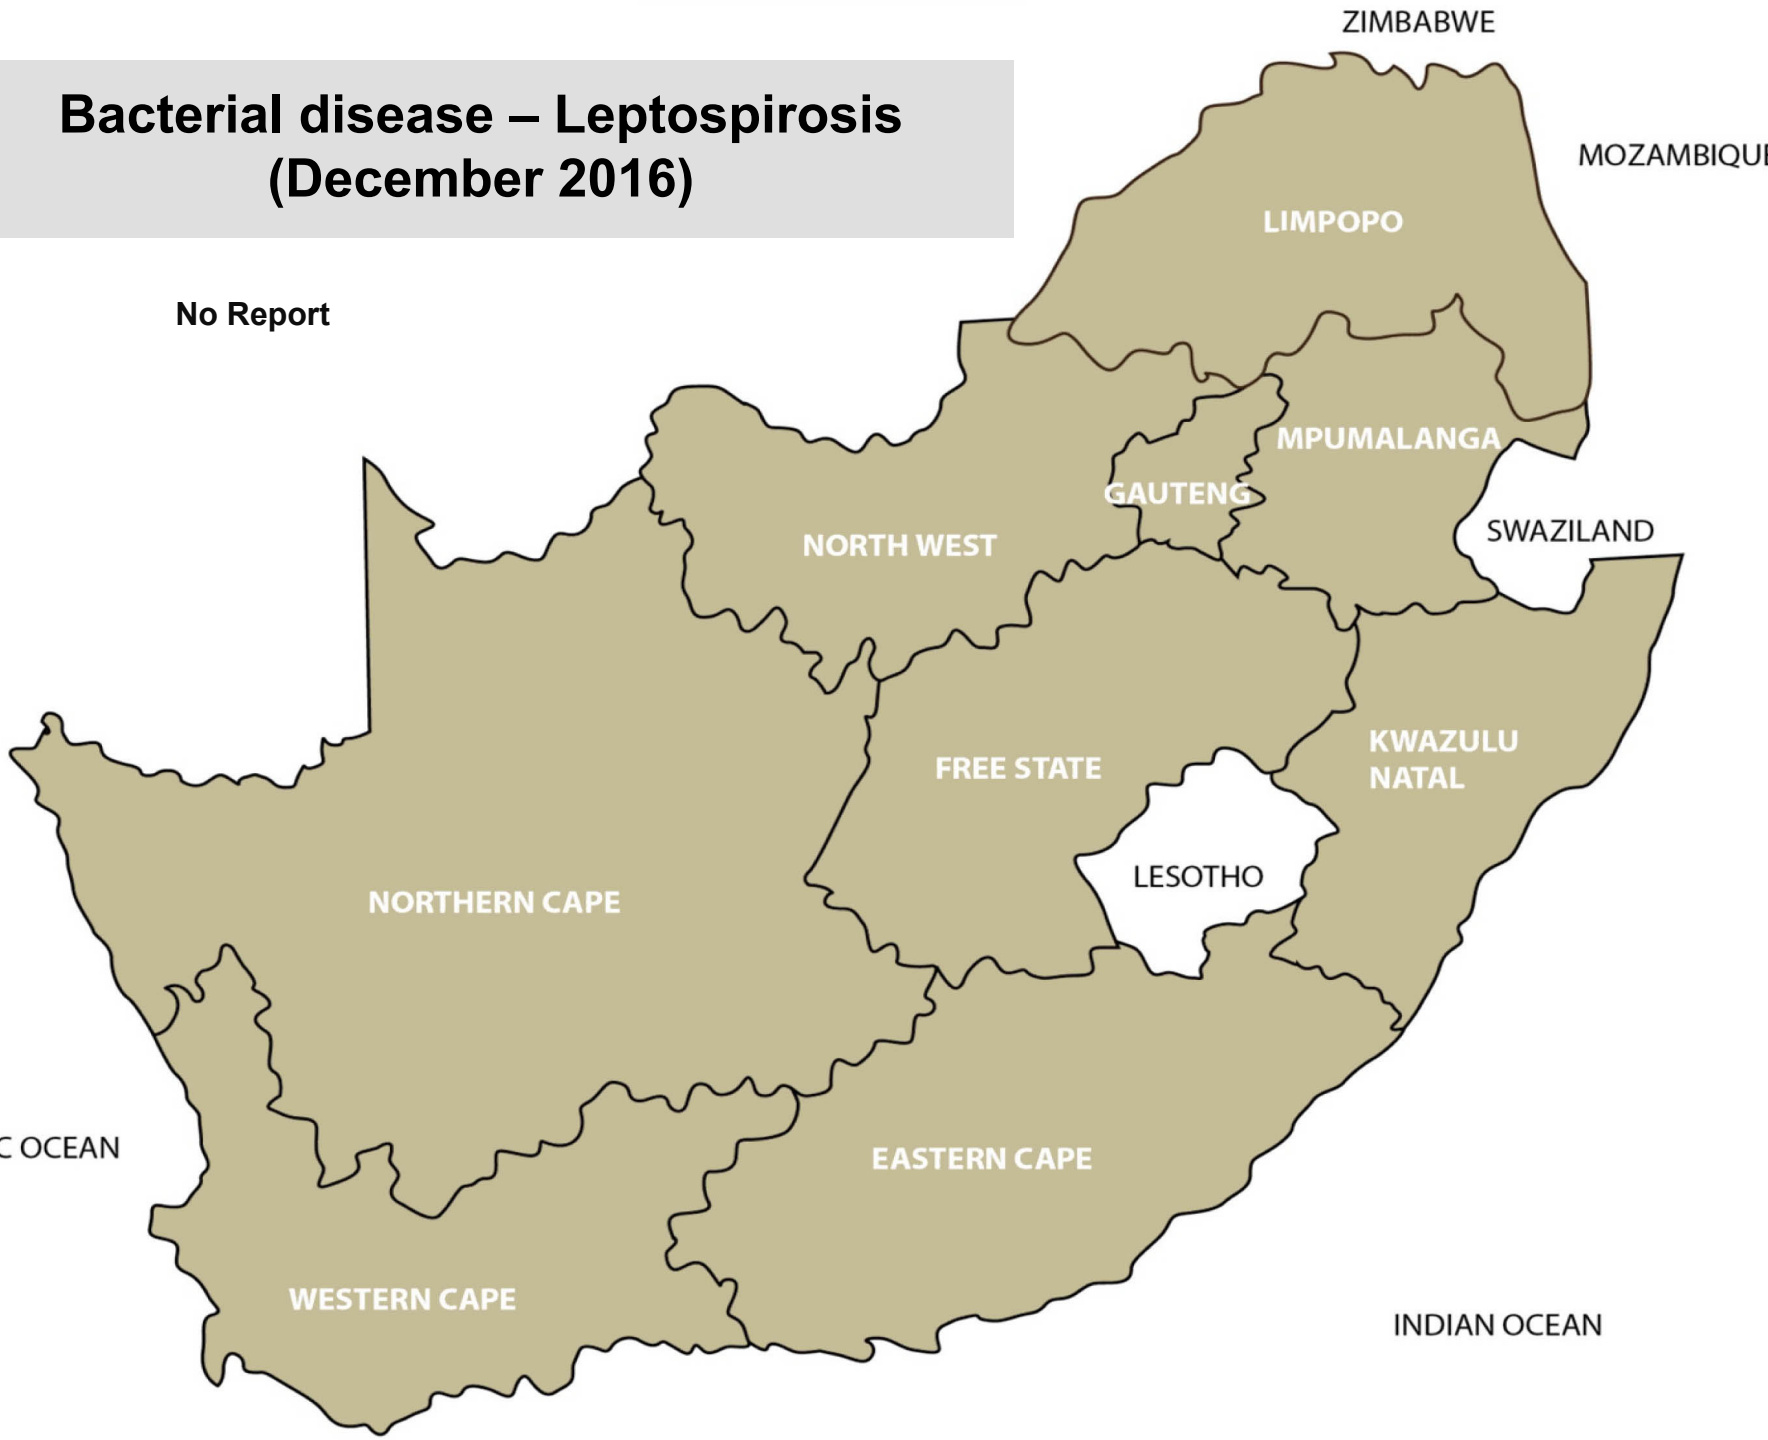 ZIMBABWE
Bacterial disease – Leptospirosis
(December 2016)
MOZAMBIQUE
LIMPOPO
No Report
MPUMALANGA
GAUTENG
SWAZILAND
NORTH WEST
KWAZULU
NATAL
FREE STATE
LESOTHO
NORTHERN CAPE
C OCEAN
EASTERN CAPE
WESTERN CAPE
INDIAN OCEAN